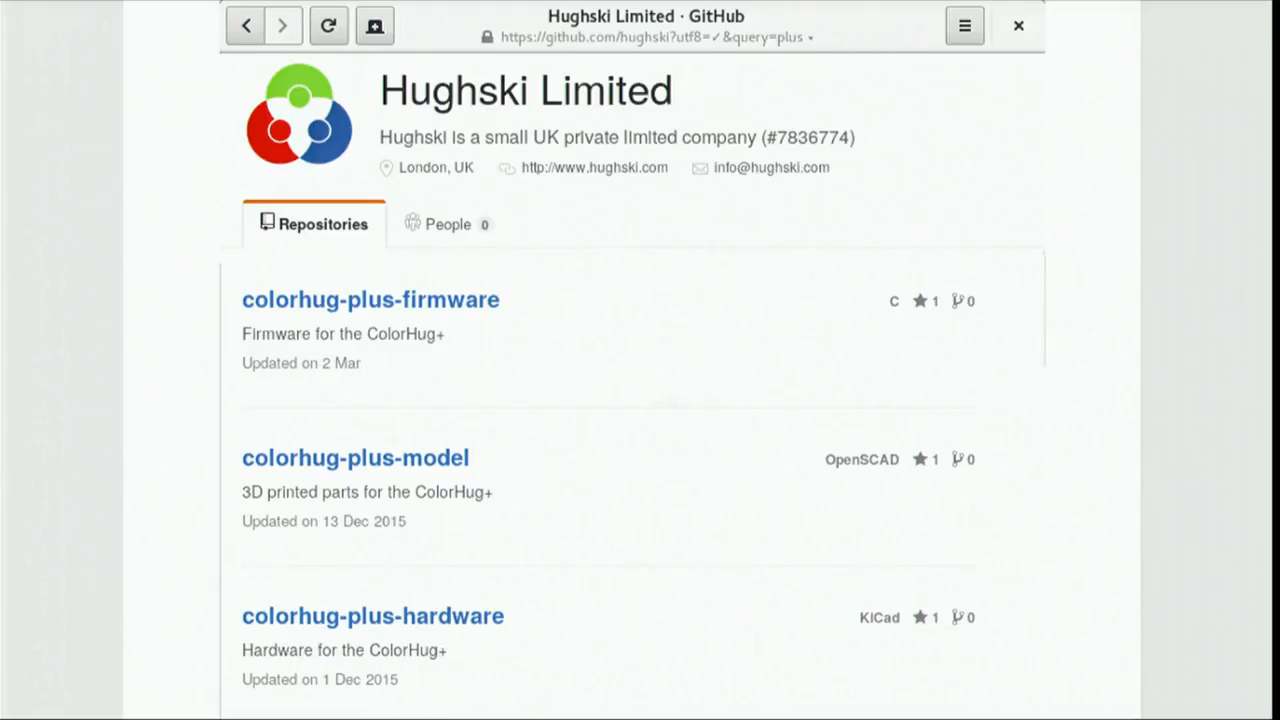 Hughski Limited · GitHub
https://github.com/hughski?utf8=✓&query=plus
Hughski Limited
Hughski is a small UK private limited company (#7836774)
London, UK http://www.hughski.com info@hughski.com
Repositories People 0
colorhug-plus-firmware C 1 0
Firmware for the ColorHug+
Updated on 2 Mar
colorhug-plus-model OpenSCAD 1 0
3D printed parts for the ColorHug+
Updated on 13 Dec 2015
colorhug-plus-hardware KiCad 1 0
Hardware for the ColorHug+
Updated on 1 Dec 2015